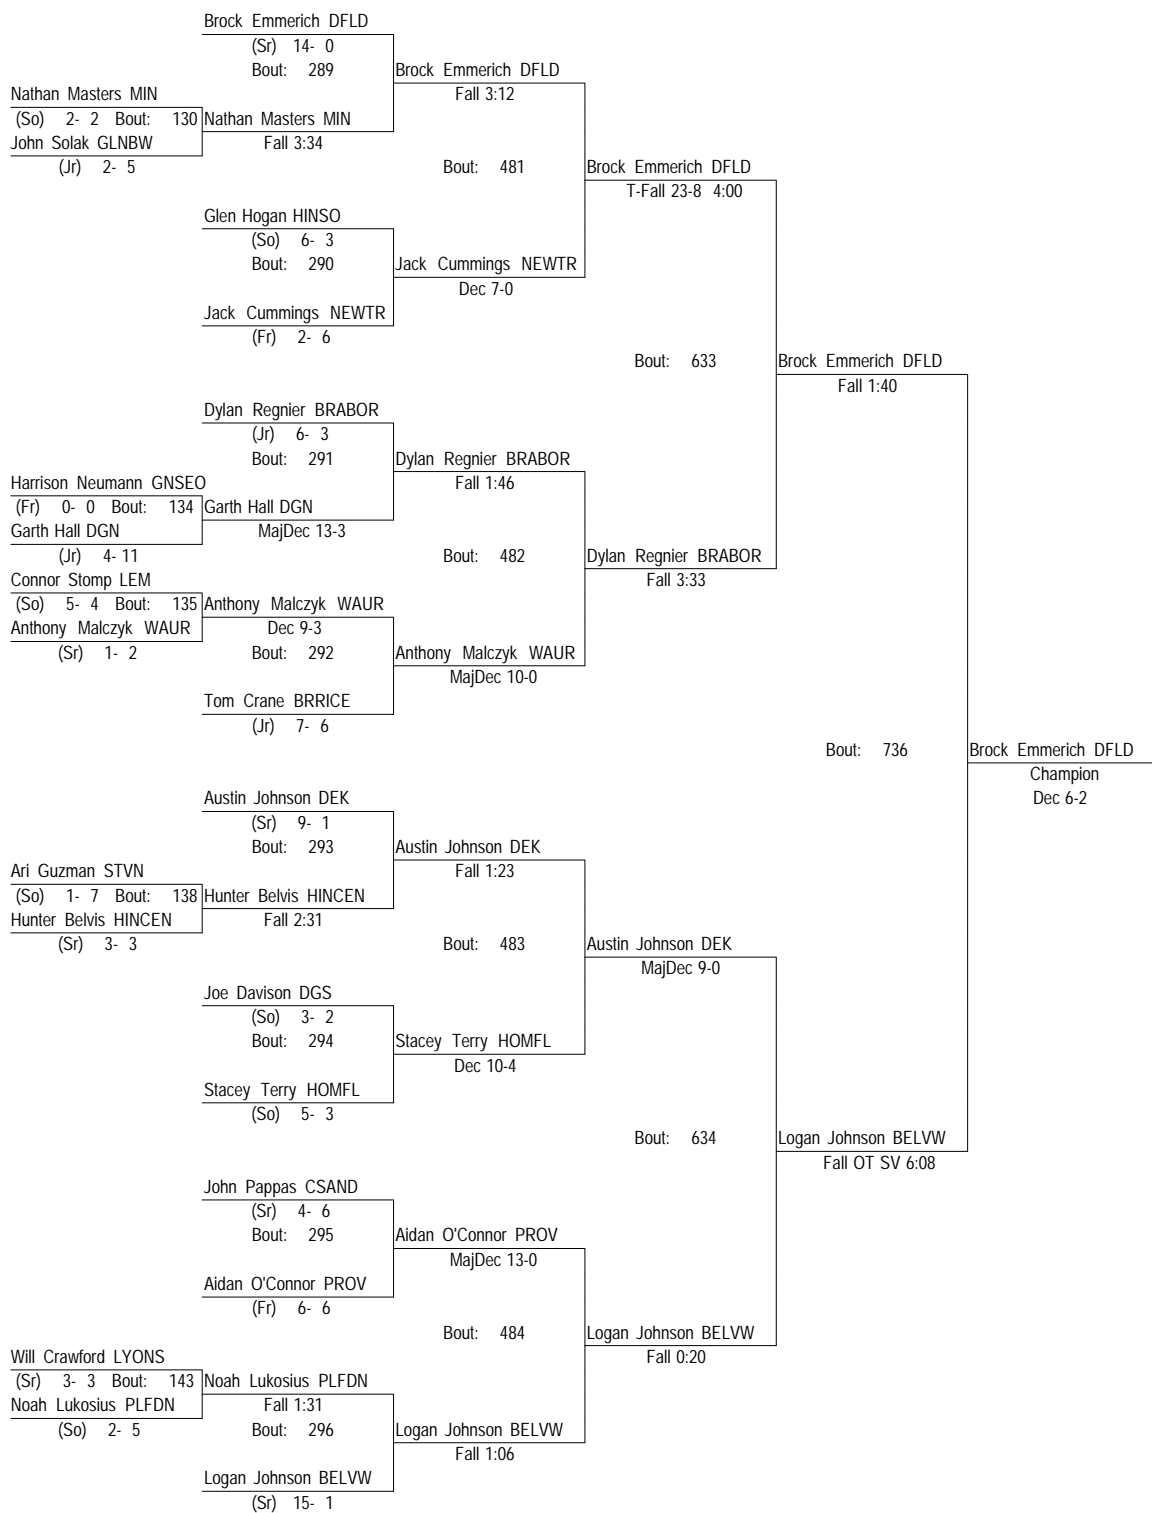 Brock Emmerich DFLD
(Sr) 14- 0
Bout: 289 Brock Emmerich DFLD
Nathan Masters MIN Fall 3:12
(So) 2- 2 Bout: 130 Nathan Masters MIN
John Solak GLNBW Fall 3:34
(Jr) 2- 5 Bout: 481 Brock Emmerich DFLD
T-Fall 23-8 4:00
Glen Hogan HINSO
(So) 6- 3
Bout: 290 Jack Cummings NEWTR
Dec 7-0
Jack Cummings NEWTR
(Fr) 2- 6
Bout: 633 Brock Emmerich DFLD
Fall 1:40
Dylan Regnier BRABOR
(Jr) 6- 3
Bout: 291 Dylan Regnier BRABOR
Harrison Neumann GNSEO Fall 1:46
(Fr) 0- 0 Bout: 134 Garth Hall DGN
Garth Hall DGN MajDec 13-3
(Jr) 4- 11 Bout: 482 Dylan Regnier BRABOR
Connor Stomp LEM Fall 3:33
(So) 5- 4 Bout: 135 Anthony Malczyk WAUR
Anthony Malczyk WAUR Dec 9-3
(Sr) 1- 2 Bout: 292 Anthony Malczyk WAUR
MajDec 10-0
Tom Crane BRRICE
(Jr) 7- 6
Bout: 736 Brock Emmerich DFLD
Champion
Austin Johnson DEK Dec 6-2
(Sr) 9- 1
Bout: 293 Austin Johnson DEK
Ari Guzman STVN Fall 1:23
(So) 1- 7 Bout: 138 Hunter Belvis HINCEN
Hunter Belvis HINCEN Fall 2:31
(Sr) 3- 3 Bout: 483 Austin Johnson DEK
MajDec 9-0
Joe Davison DGS
(So) 3- 2
Bout: 294 Stacey Terry HOMFL
Dec 10-4
Stacey Terry HOMFL
(So) 5- 3
Bout: 634 Logan Johnson BELVW
Fall OT SV 6:08
John Pappas CSAND
(Sr) 4- 6
Bout: 295 Aidan O'Connor PROV
MajDec 13-0
Aidan O'Connor PROV
(Fr) 6- 6
Bout: 484 Logan Johnson BELVW
Will Crawford LYONS Fall 0:20
(Sr) 3- 3 Bout: 143 Noah Lukosius PLFDN
Noah Lukosius PLFDN Fall 1:31
(So) 2- 5 Bout: 296 Logan Johnson BELVW
Fall 1:06
Logan Johnson BELVW
(Sr) 15- 1